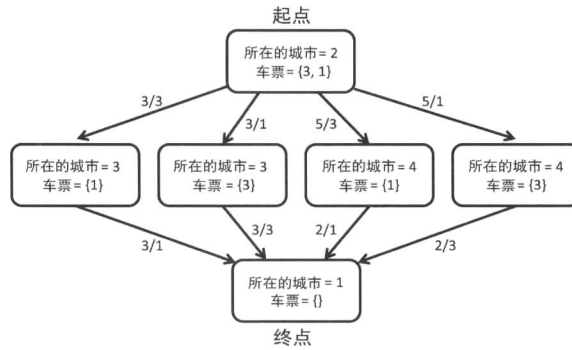 起点
所在的城市=2
车票={3, 1}
3/3
3/1
5/3
5/1
所在的城市=3
车票={1}
所在的城市=3
车票={3}
所在的城市=4
车票={1}
所在的城市=4
车票={3}
3/1
3/3
2/1
2/3
所在的城市=1
车票={}
终点